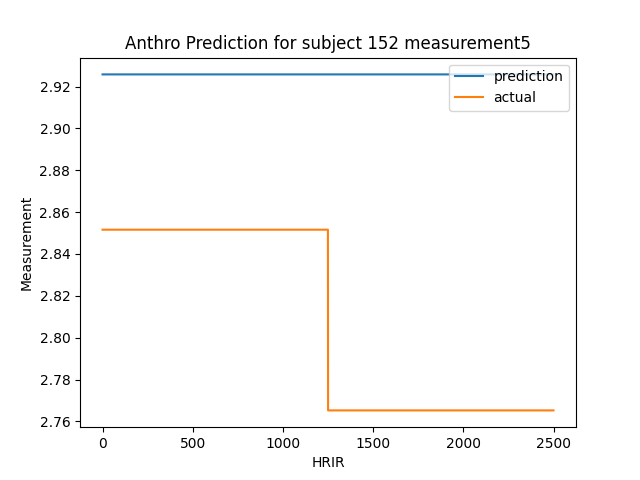 Anthro Prediction for subject 152 measurement5
prediction
actual
2.92
2.90
2.88
2.86
2.84
2.82
2.80
2.78
2.76
Measurement
0 500 1000 1500 2000 2500
HRIR